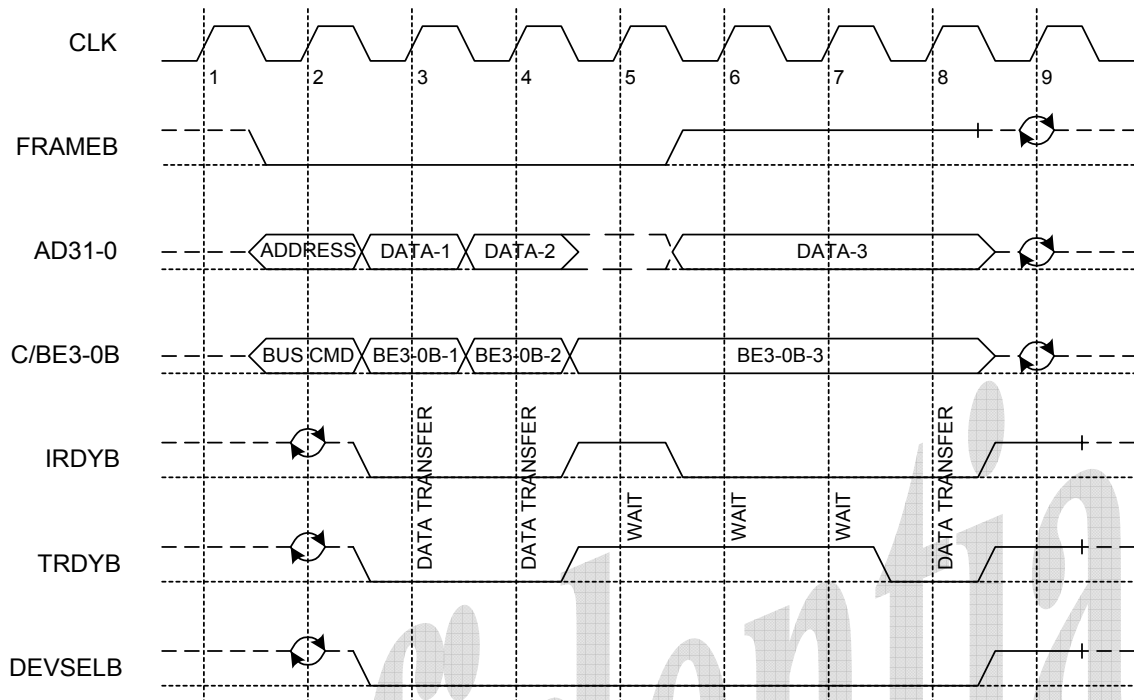 CLK
1 2 3 4 5 6 7 8 9
FRAMEB
AD31-0
ADDRESS DATA-1 DATA-2 DATA-3
C/BE3-0B
BUS CMD BE3-0B-1 BE3-0B-2 BE3-0B-3
IRDYB
DATA TRANSFER
DATA TRANSFER
WAIT
WAIT
WAIT
DATA TRANSFER
TRDYB
DEVSELB